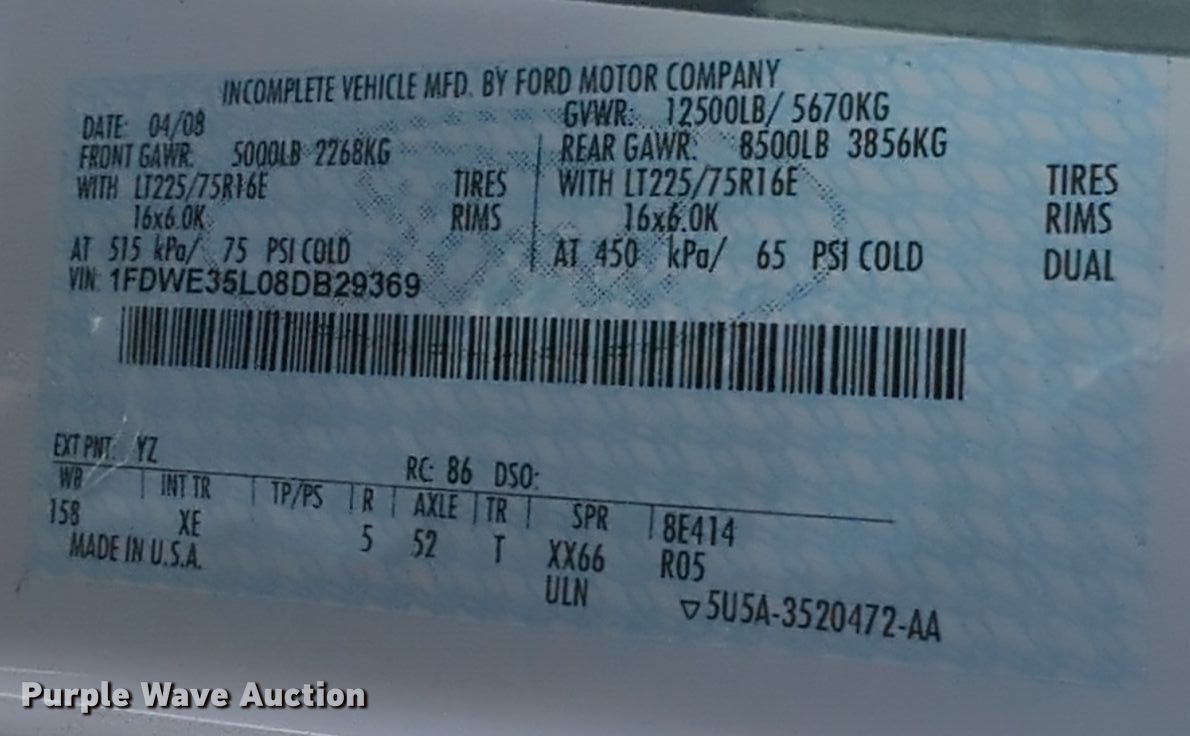 INCOMPLETE VEHICLE MFD. BY FORD MOTOR COMPANY
DATE: 04/08 GVWR: 12500LB/ 5670KG
FRONT GAWR: 5000LB 2268KG REAR GAWR: 8500LB 3856KG
WITH LT225/75R16E TIRES WITH LT225/75R16E TIRES
16x6.0K RIMS 16x6.0K RIMS
AT 515 kPa/ 75 PSI COLD AT 450 kPa/ 65 PSI COLD DUAL
VIN: 1FDWE35L08DB29369
EXT PNT: YZ RC: 86 DSO:
WB INT TR TP/PS R AXLE TR SPR 8E414
158 XE 5 52 T XX66 R05
MADE IN U.S.A. ULN
5U5A-3520472-AA
Purple Wave Auction